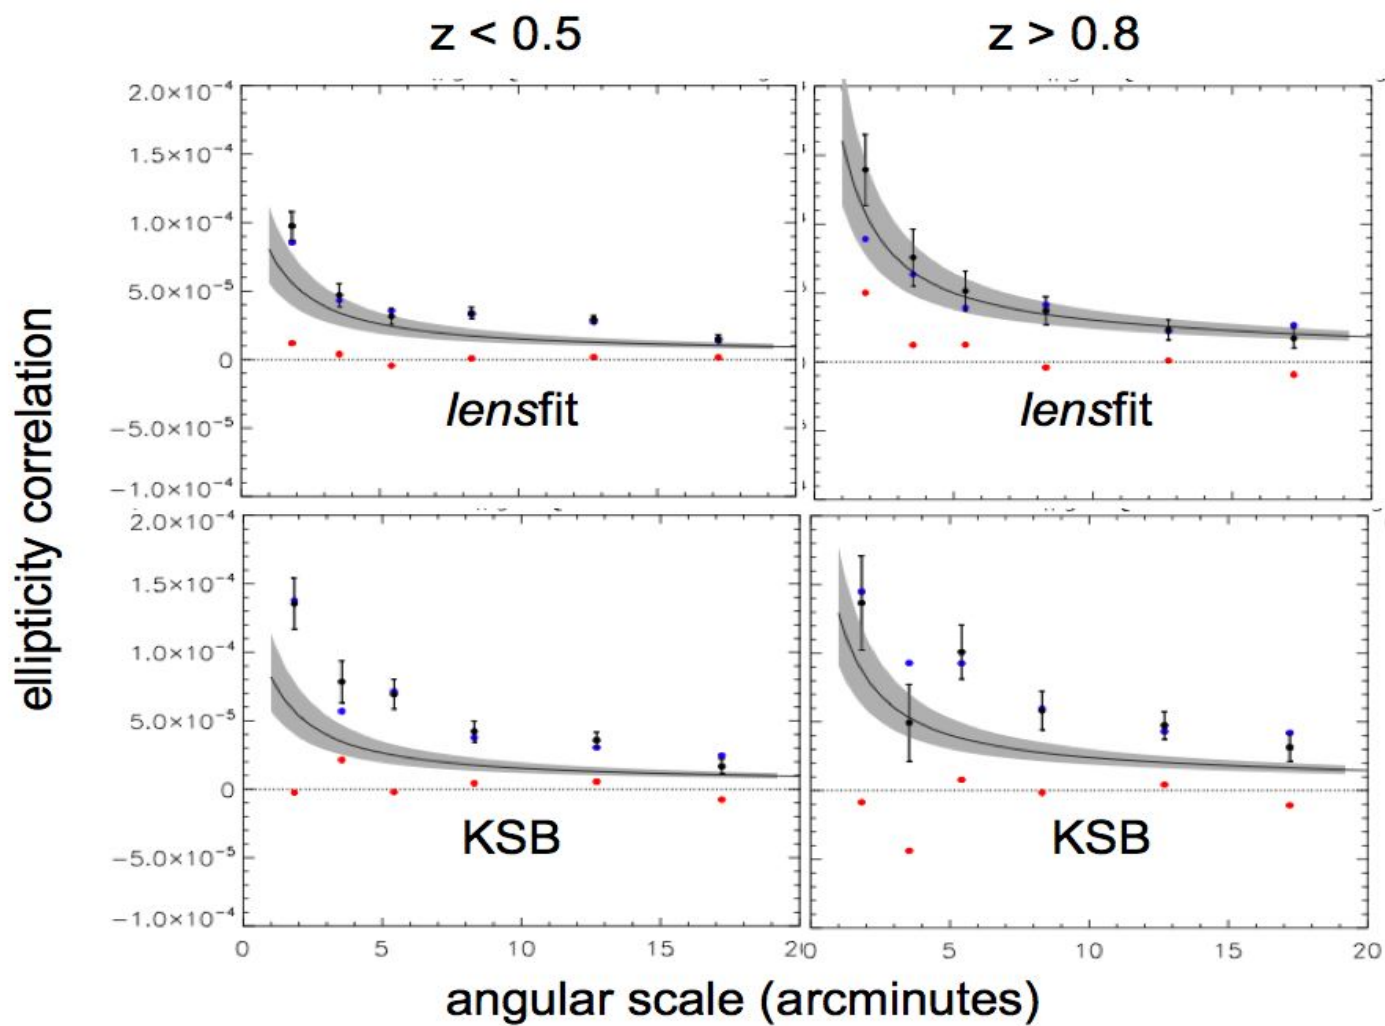 z < 0.5
z > 0.8
2.0×10⁻⁴
1.5×10⁻⁴
1.0×10⁻⁴
5.0×10⁻⁵
0
−5.0×10⁻⁵
−1.0×10⁻⁴
lensfit
lensfit
2.0×10⁻⁴
1.5×10⁻⁴
1.0×10⁻⁴
5.0×10⁻⁵
0
−5.0×10⁻⁵
−1.0×10⁻⁴
KSB
KSB
0 5 10 15 20
5 10 15 20
ellipticity correlation
angular scale (arcminutes)